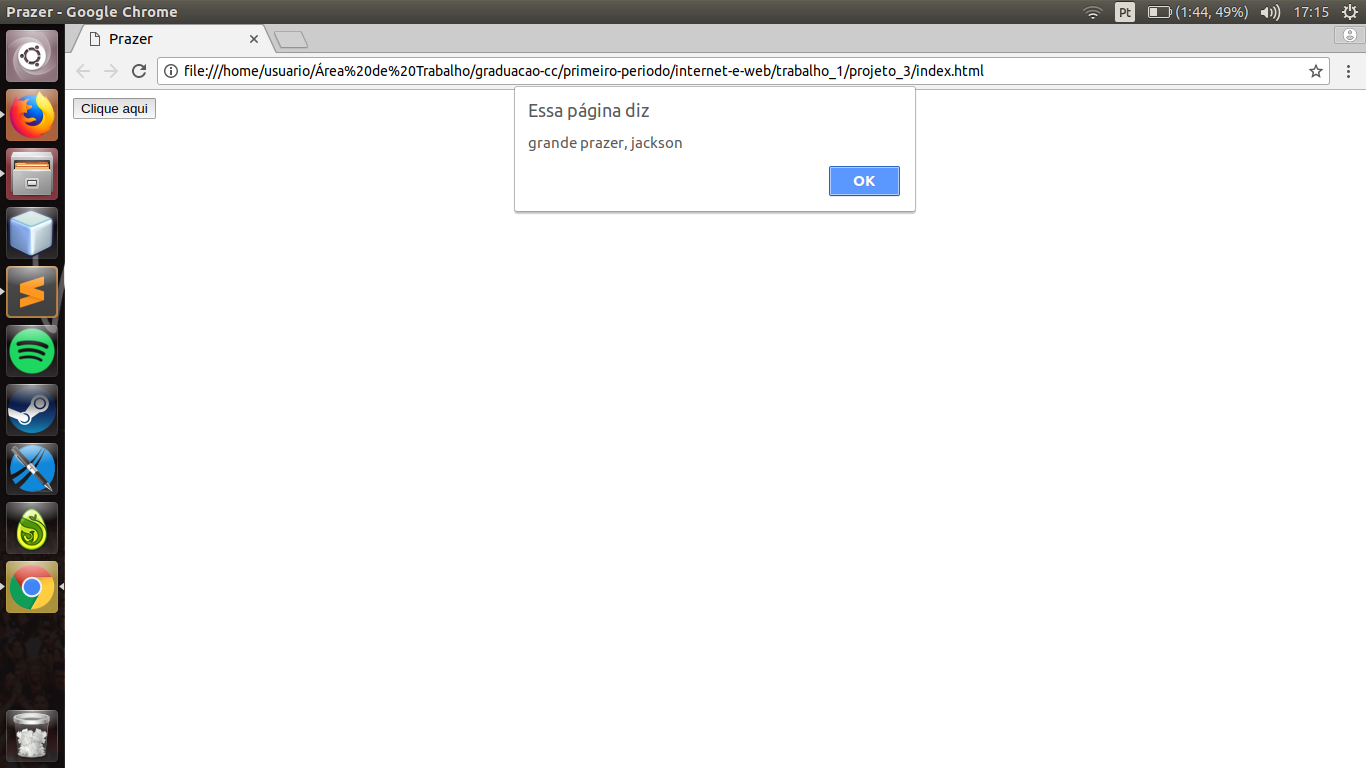 Prazer - Google Chrome
Pt
(1:44, 49%)
17:15
Prazer
file:///home/usuario/Área%20de%20Trabalho/graduacao-cc/primeiro-periodo/internet-e-web/trabalho_1/projeto_3/index.html
Clique aqui
Essa página diz
grande prazer, jackson
OK